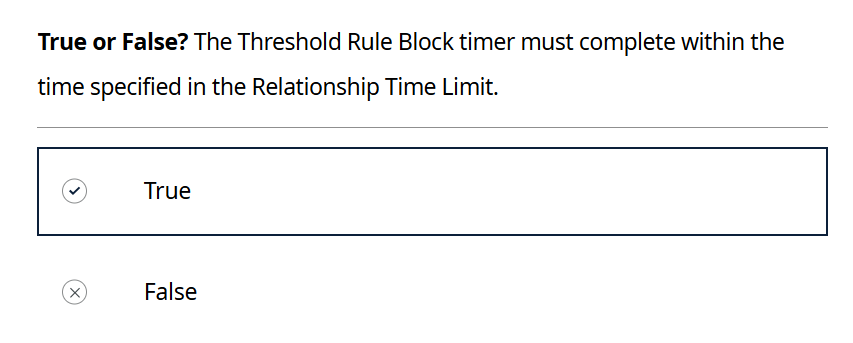 True or False? The Threshold Rule Block timer must complete within the
time specified in the Relationship Time Limit.
True
False